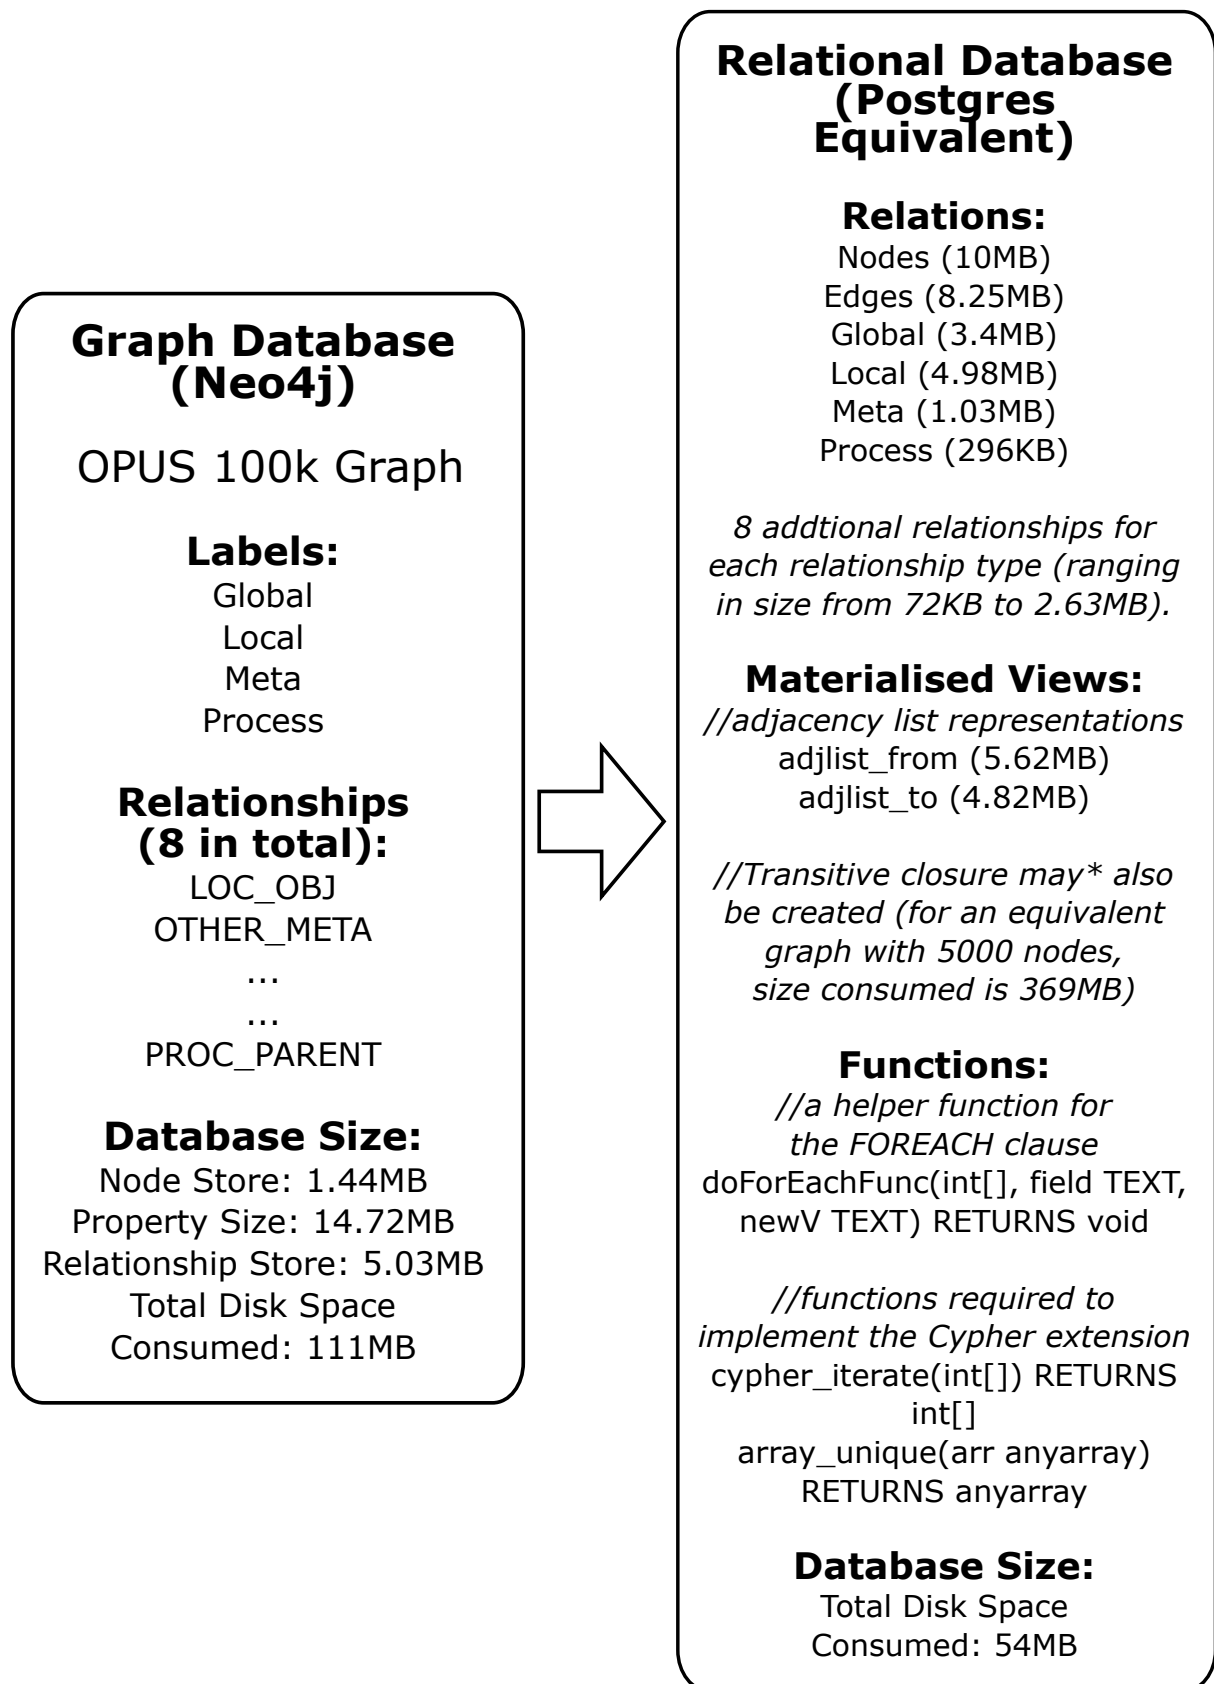 Graph Database
(Neo4j)
OPUS 100k Graph
Labels:
Global
Local
Meta
Process
Relationships
(8 in total):
LOC_OBJ
OTHER_META
...
...
PROC_PARENT
Database Size:
Node Store: 1.44MB
Property Size: 14.72MB
Relationship Store: 5.03MB
Total Disk Space
Consumed: 111MB
Relational Database
(Postgres
Equivalent)
Relations:
Nodes (10MB)
Edges (8.25MB)
Global (3.4MB)
Local (4.98MB)
Meta (1.03MB)
Process (296KB)
8 addtional relationships for
each relationship type (ranging
in size from 72KB to 2.63MB).
Materialised Views:
//adjacency list representations
adjlist_from (5.62MB)
adjlist_to (4.82MB)
//Transitive closure may* also
be created (for an equivalent
graph with 5000 nodes,
size consumed is 369MB)
Functions:
//a helper function for
the FOREACH clause
doForEachFunc(int[], field TEXT,
newV TEXT) RETURNS void
//functions required to
implement the Cypher extension
cypher_iterate(int[]) RETURNS
int[]
array_unique(arr anyarray)
RETURNS anyarray
Database Size:
Total Disk Space
Consumed: 54MB